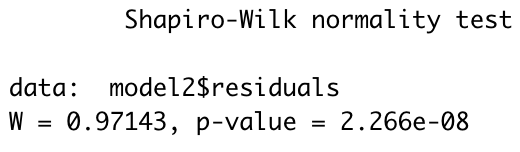 Shapiro-Wilk normality test
data:  model2$residuals
W = 0.97143, p-value = 2.266e-08